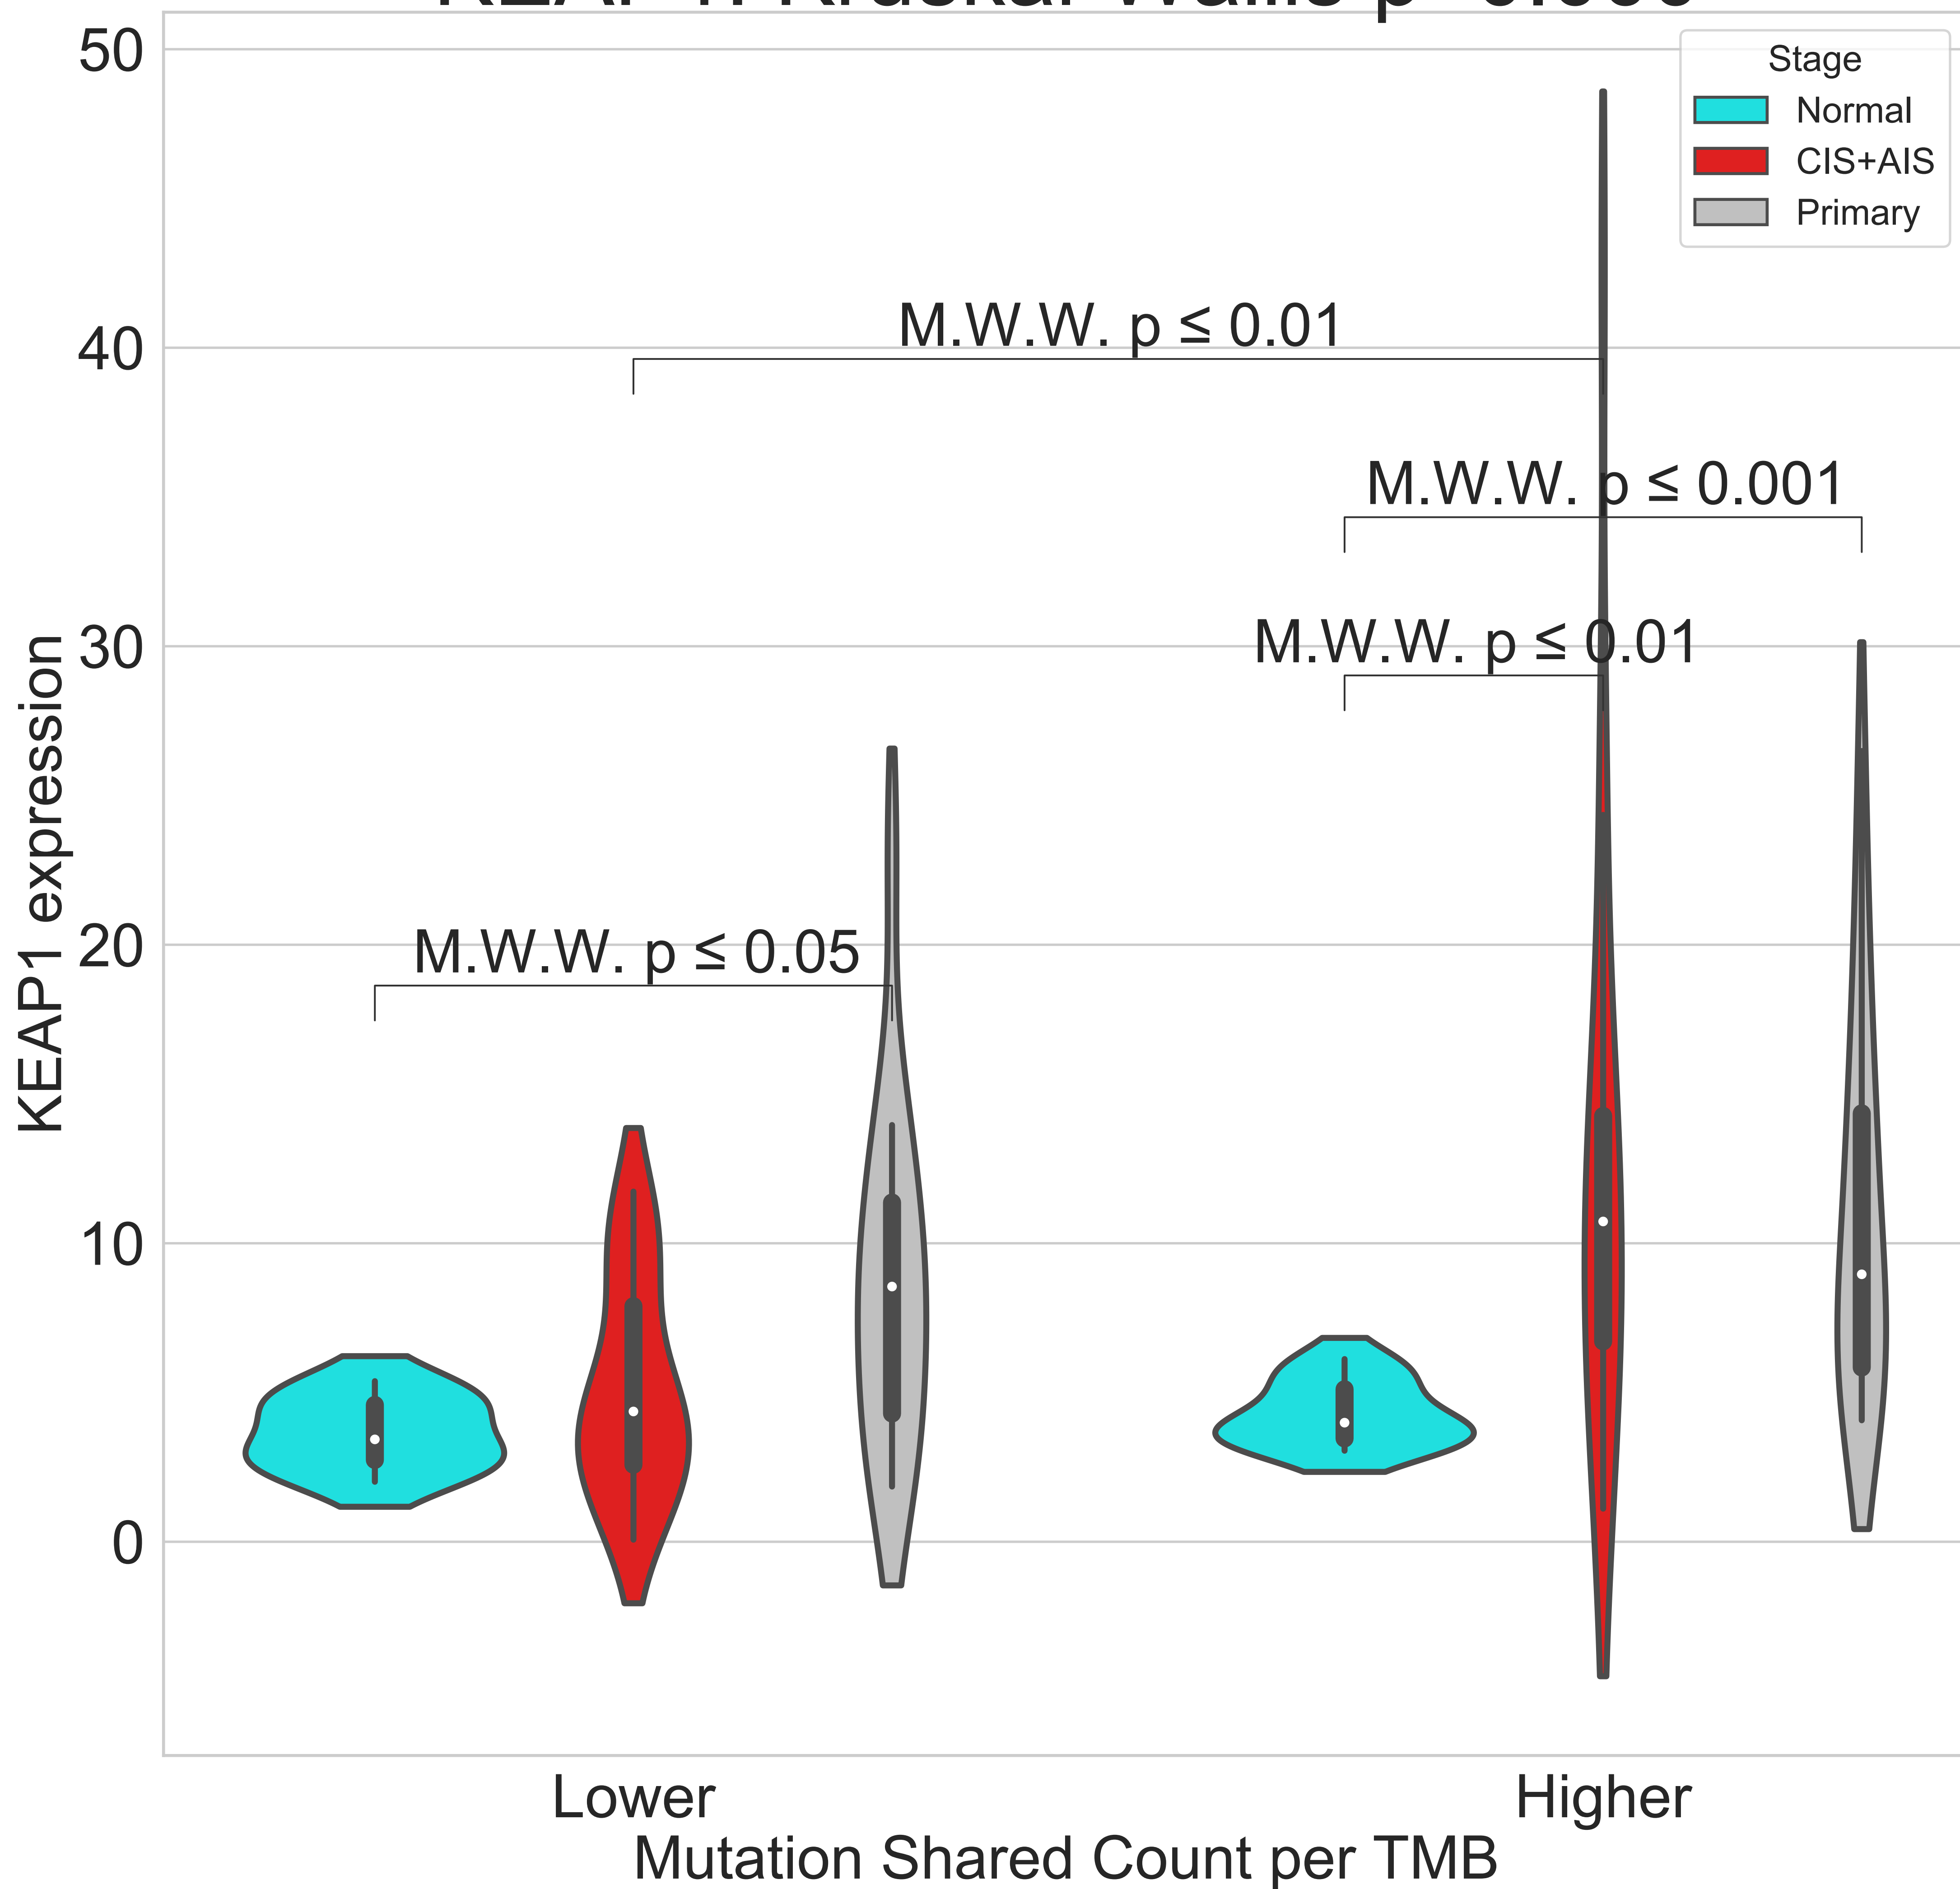 50
Stage
Normal
CIS+AIS
Primary
M.W.W. p ≤ 0.01
40
M.W.W. p ≤ 0.001
M.W.W. p ≤ 0.01
30
KEAP1 expression
M.W.W. p ≤ 0.05
20
10
0
Lower
Higher
Mutation Shared Count per TMB